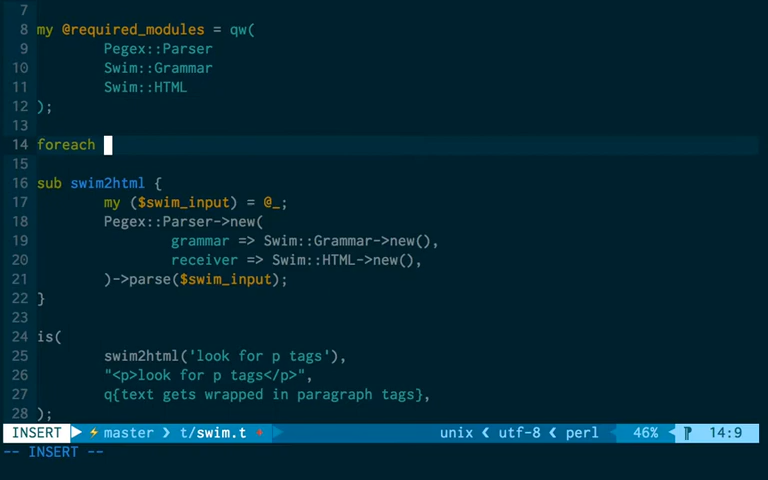 7
8 my @required_modules = qw(
9 Pegex::Parser
10 Swim::Grammar
11 Swim::HTML
12 );
13
14 foreach
15
16 sub swim2html {
17 my ($swim_input) = @_;
18 Pegex::Parser->new(
19 grammar => Swim::Grammar->new(),
20 receiver => Swim::HTML->new(),
21 )->parse($swim_input);
22 }
23
24 is(
25 swim2html('look for p tags'),
26 "<p>look for p tags</p>",
27 q{text gets wrapped in paragraph tags},
28 );
INSERT master t/swim.t unix utf-8 perl 46% 14:9
-- INSERT --